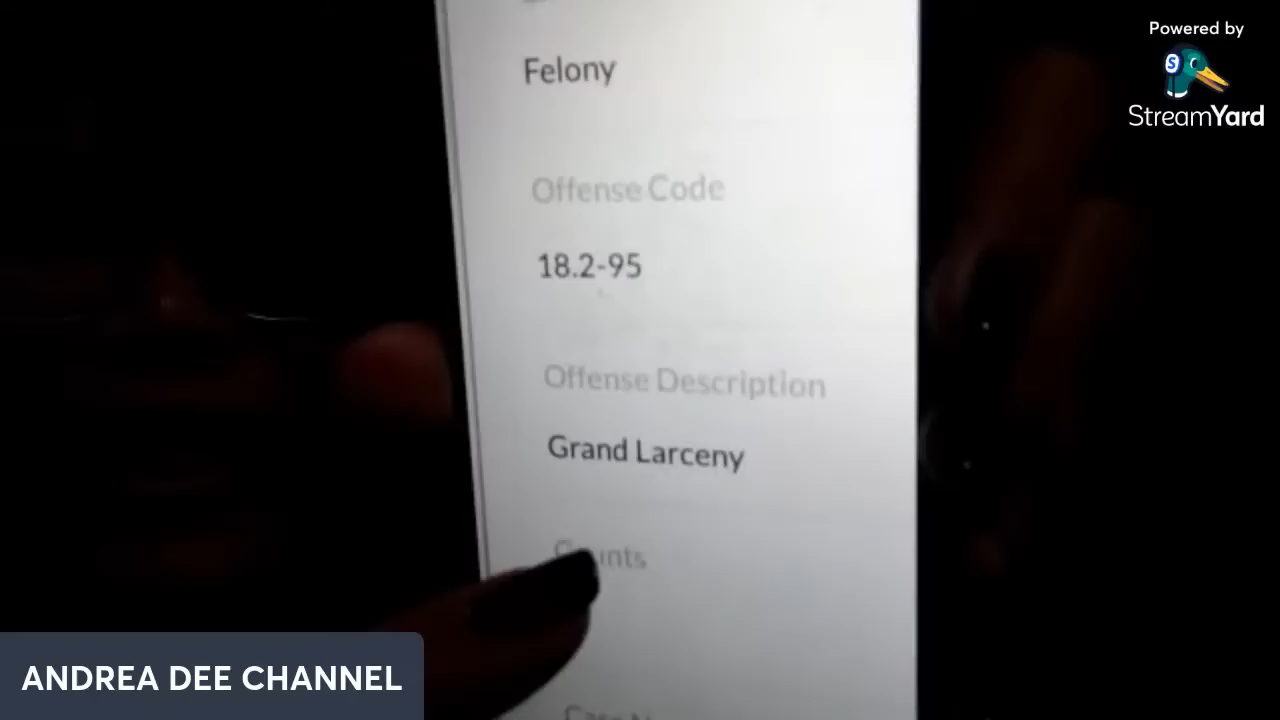 Felony
Offense Code
18.2-95
Offense Description
Grand Larceny
Powered by
StreamYard
ANDREA DEE CHANNEL